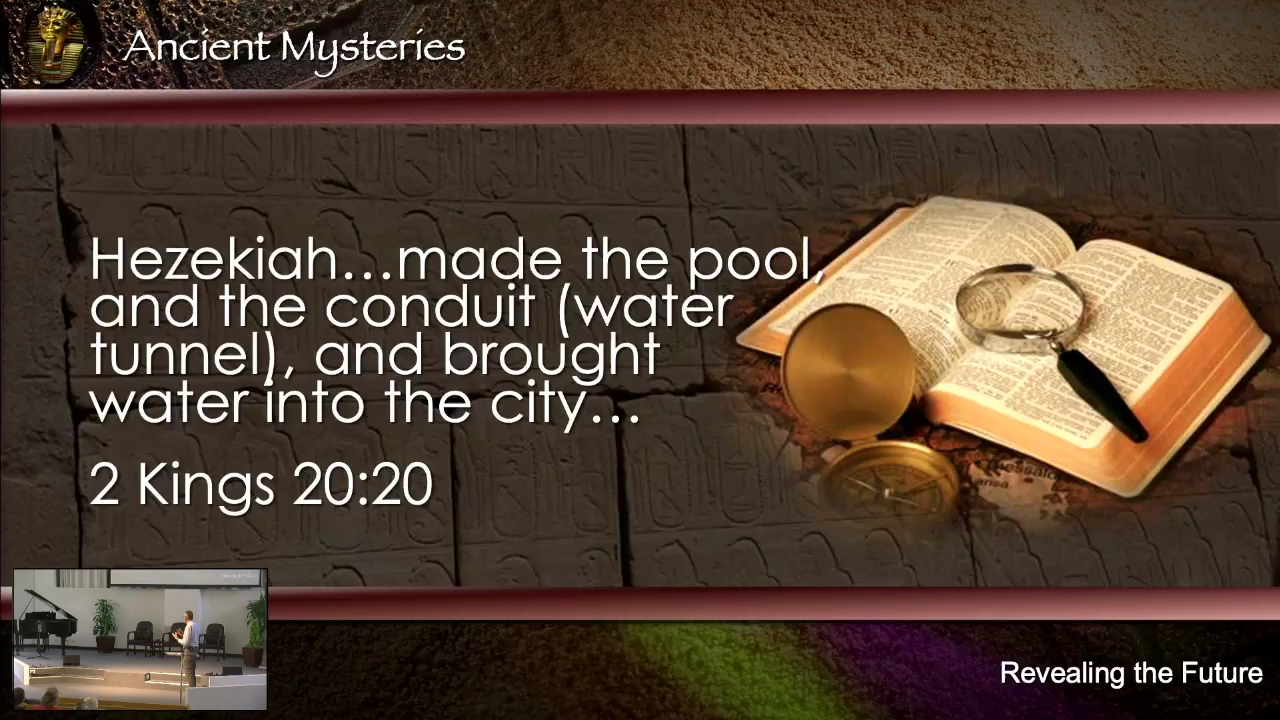 Ancient Mysteries
Hezekiah...made the pool,
and the conduit (water
tunnel), and brought
water into the city...
2 Kings 20:20
Revealing the Future